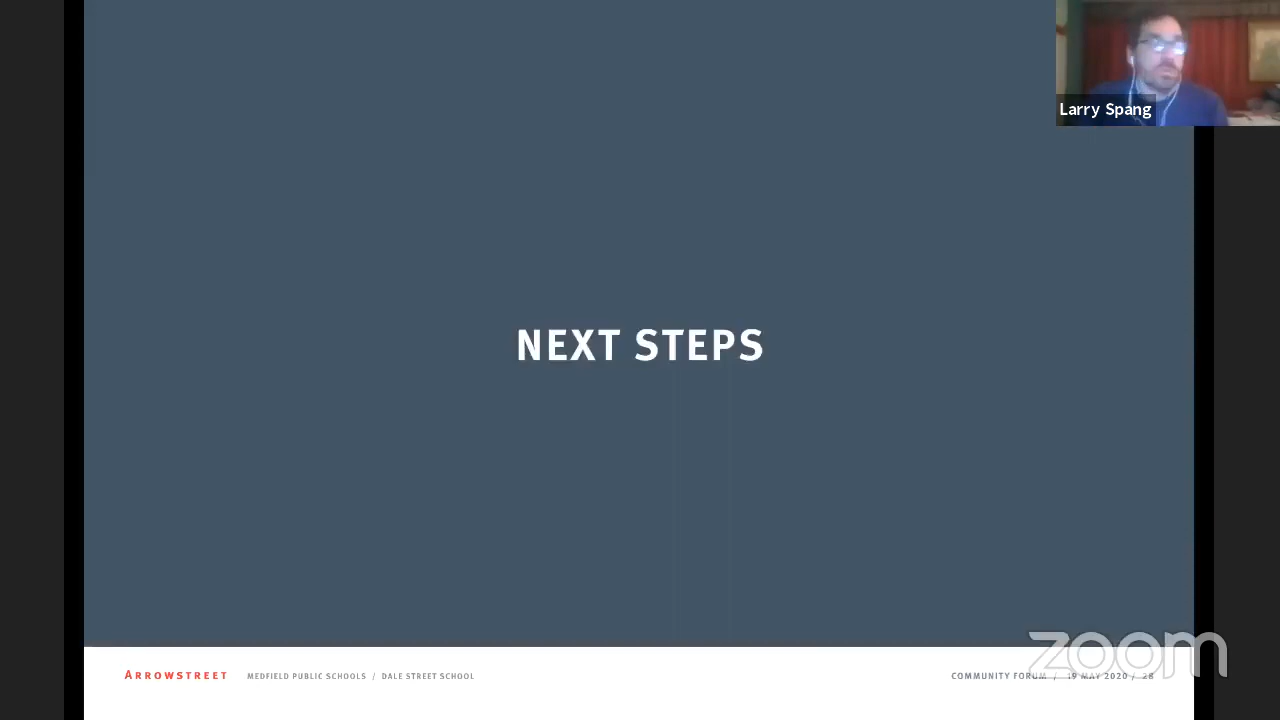 Larry Spang
NEXT STEPS
zoom
ARROWSTREET MEDFIELD PUBLIC SCHOOLS / DALE STREET SCHOOL
COMMUNITY FORUM / 19 MAY 2020 / 28